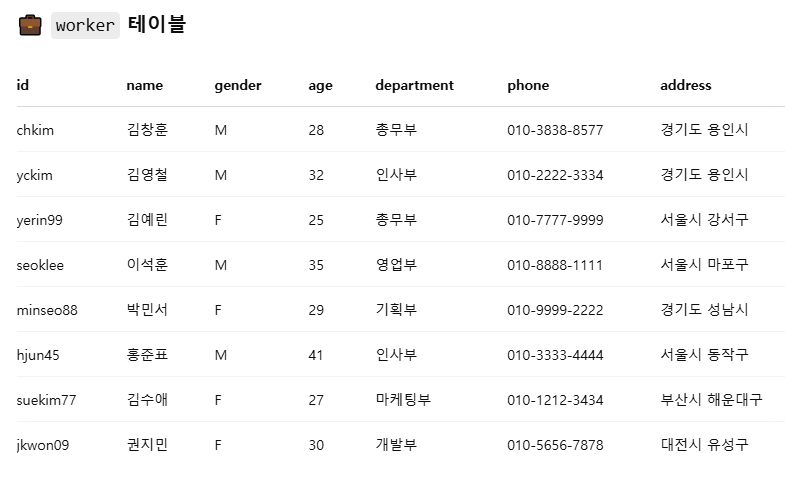 worker 테이블
id name gender age department phone address
chkim 김창훈 M 28 총무부 010-3838-8577 경기도 용인시
yckim 김영철 M 32 인사부 010-2222-3334 경기도 용인시
yerin99 김예린 F 25 총무부 010-7777-9999 서울시 강서구
seoklee 이석훈 M 35 영업부 010-8888-1111 서울시 마포구
minseo88 박민서 F 29 기획부 010-9999-2222 경기도 성남시
hjun45 홍준표 M 41 인사부 010-3333-4444 서울시 동작구
suekim77 김수애 F 27 마케팅부 010-1212-3434 부산시 해운대구
jkwon09 권지민 F 30 개발부 010-5656-7878 대전시 유성구